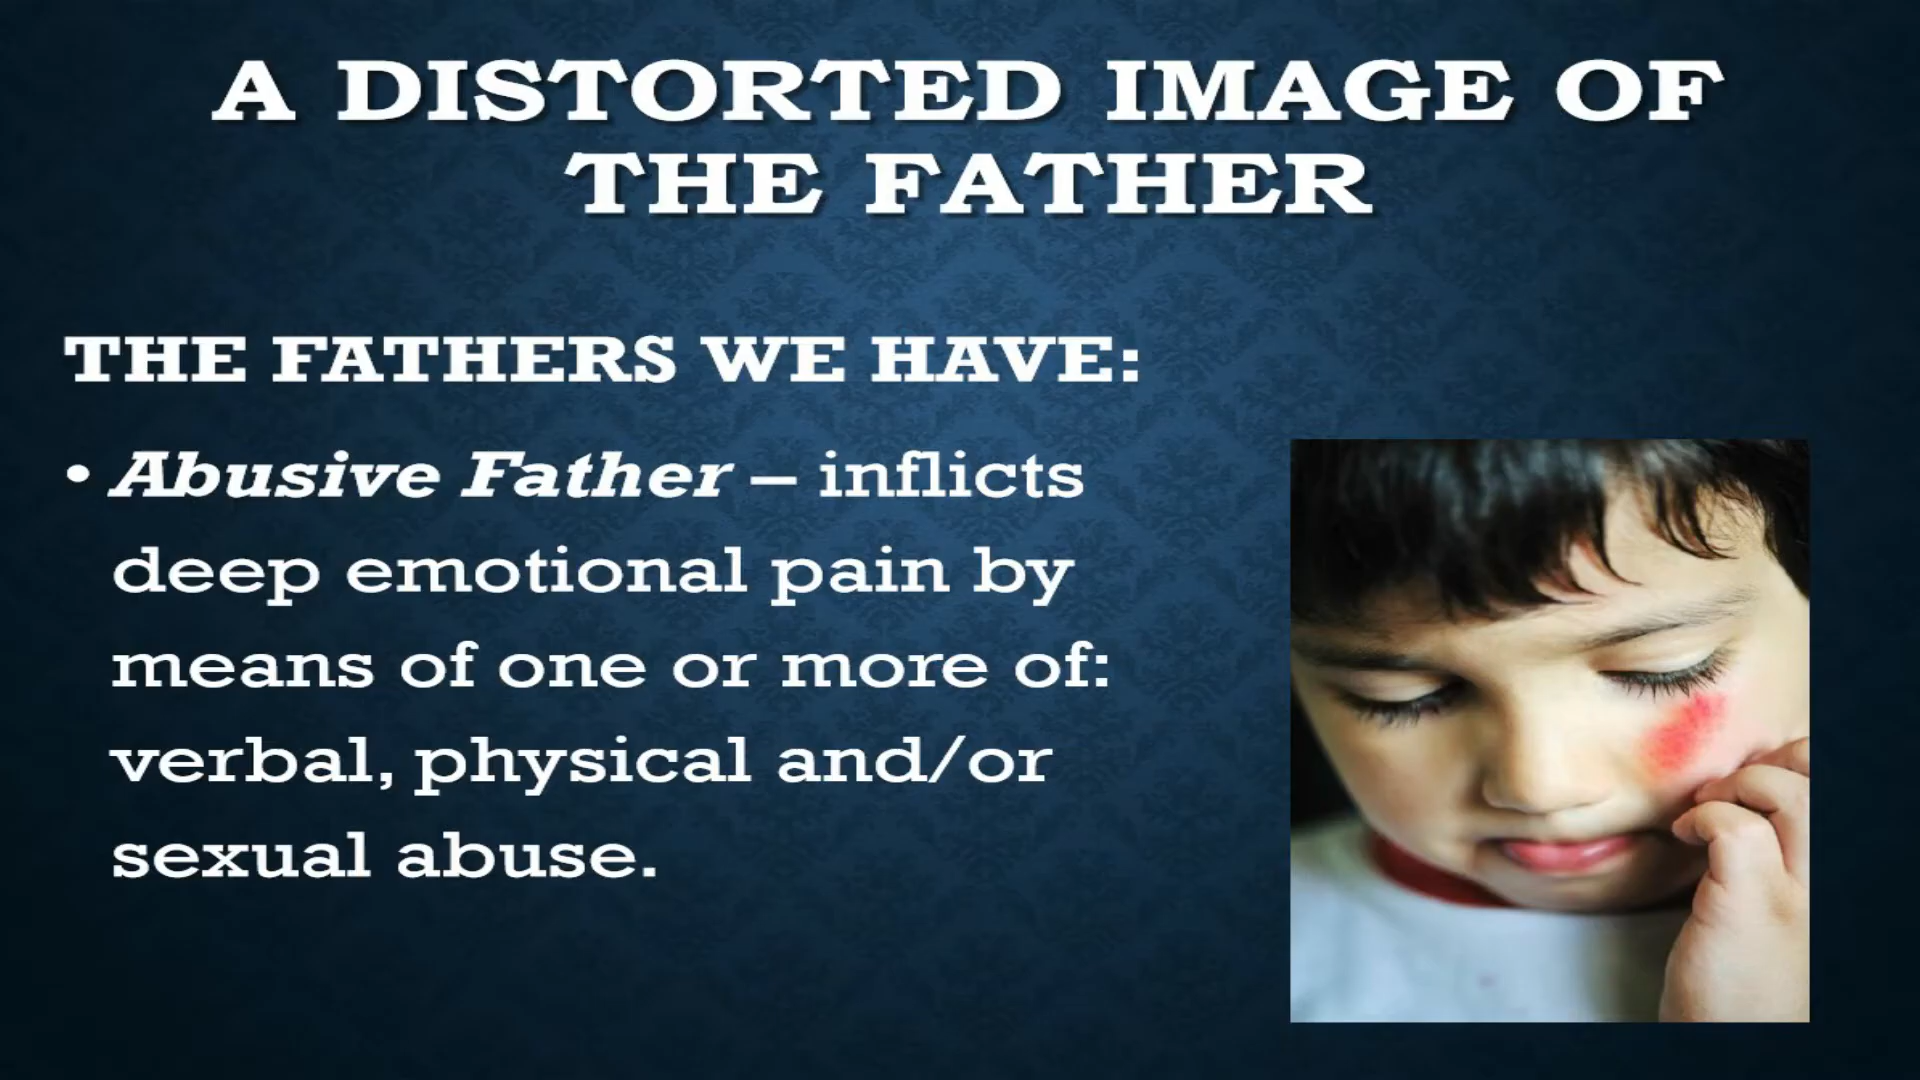 A DISTORTED IMAGE OF
THE FATHER
THE FATHERS WE HAVE:
• Abusive Father – inflicts
deep emotional pain by
means of one or more of:
verbal, physical and/or
sexual abuse.